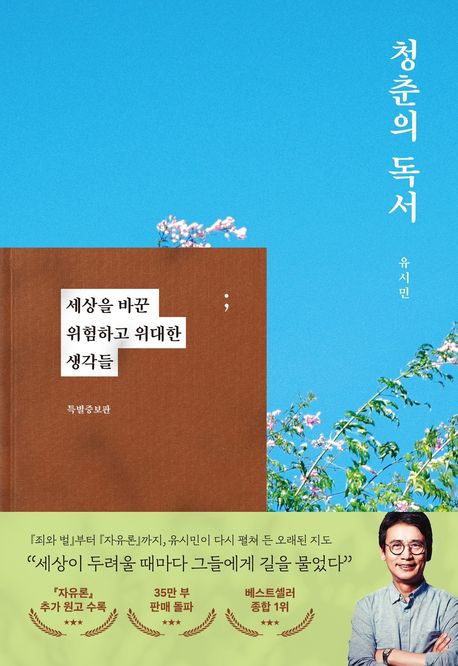 청춘의 독서
유시민
세상을 바꾼
위험하고 위대한
생각들
;
특별증보판
『죄와 벌』부터 『자유론』까지, 유시민이 다시 펼쳐 든 오래된 지도
“세상이 두려울 때마다 그들에게 길을 물었다”
『자유론』
추가 원고 수록
★★★
35만 부
판매 돌파
★★★
베스트셀러
종합 1위
★★★